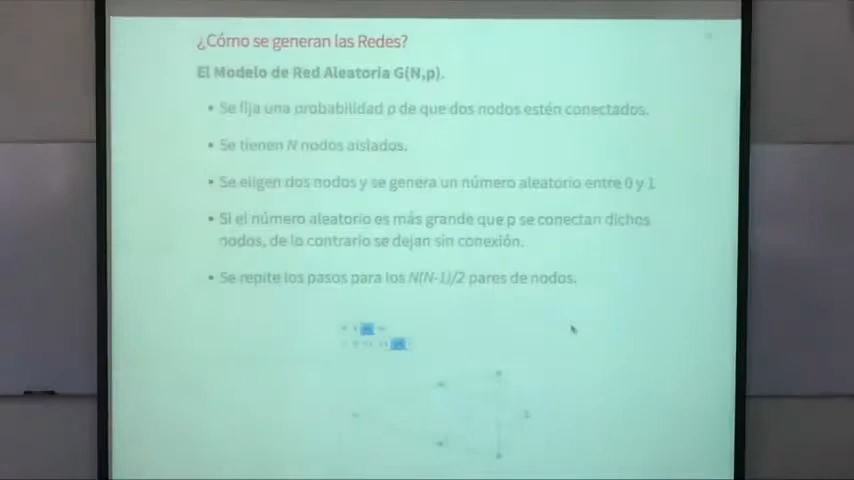 ¿Cómo se generan las Redes?
El Modelo de Red Aleatoria G(N,p).
• Se fija una probabilidad p de que dos nodos estén conectados.
• Se tienen N nodos aislados.
• Se eligen dos nodos y se genera un número aleatorio entre 0 y 1
• Si el número aleatorio es más grande que p se conectan dichos
nodos, de lo contrario se dejan sin conexión.
• Se repite los pasos para los N(N-1)/2 pares de nodos.